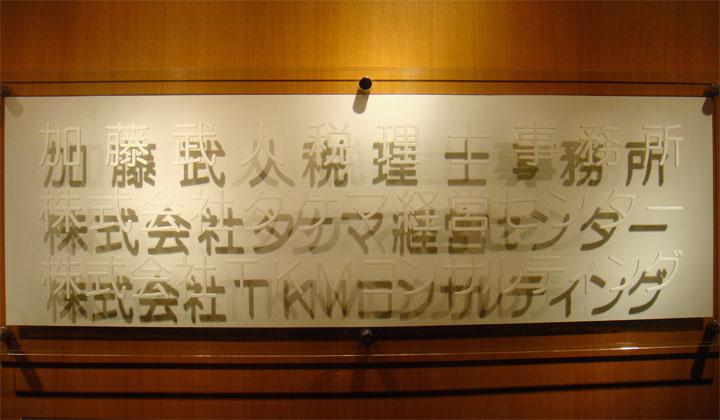 加藤武人税理士事務所
株式会社タケマ経営センター
株式会社TKMコンサルティング